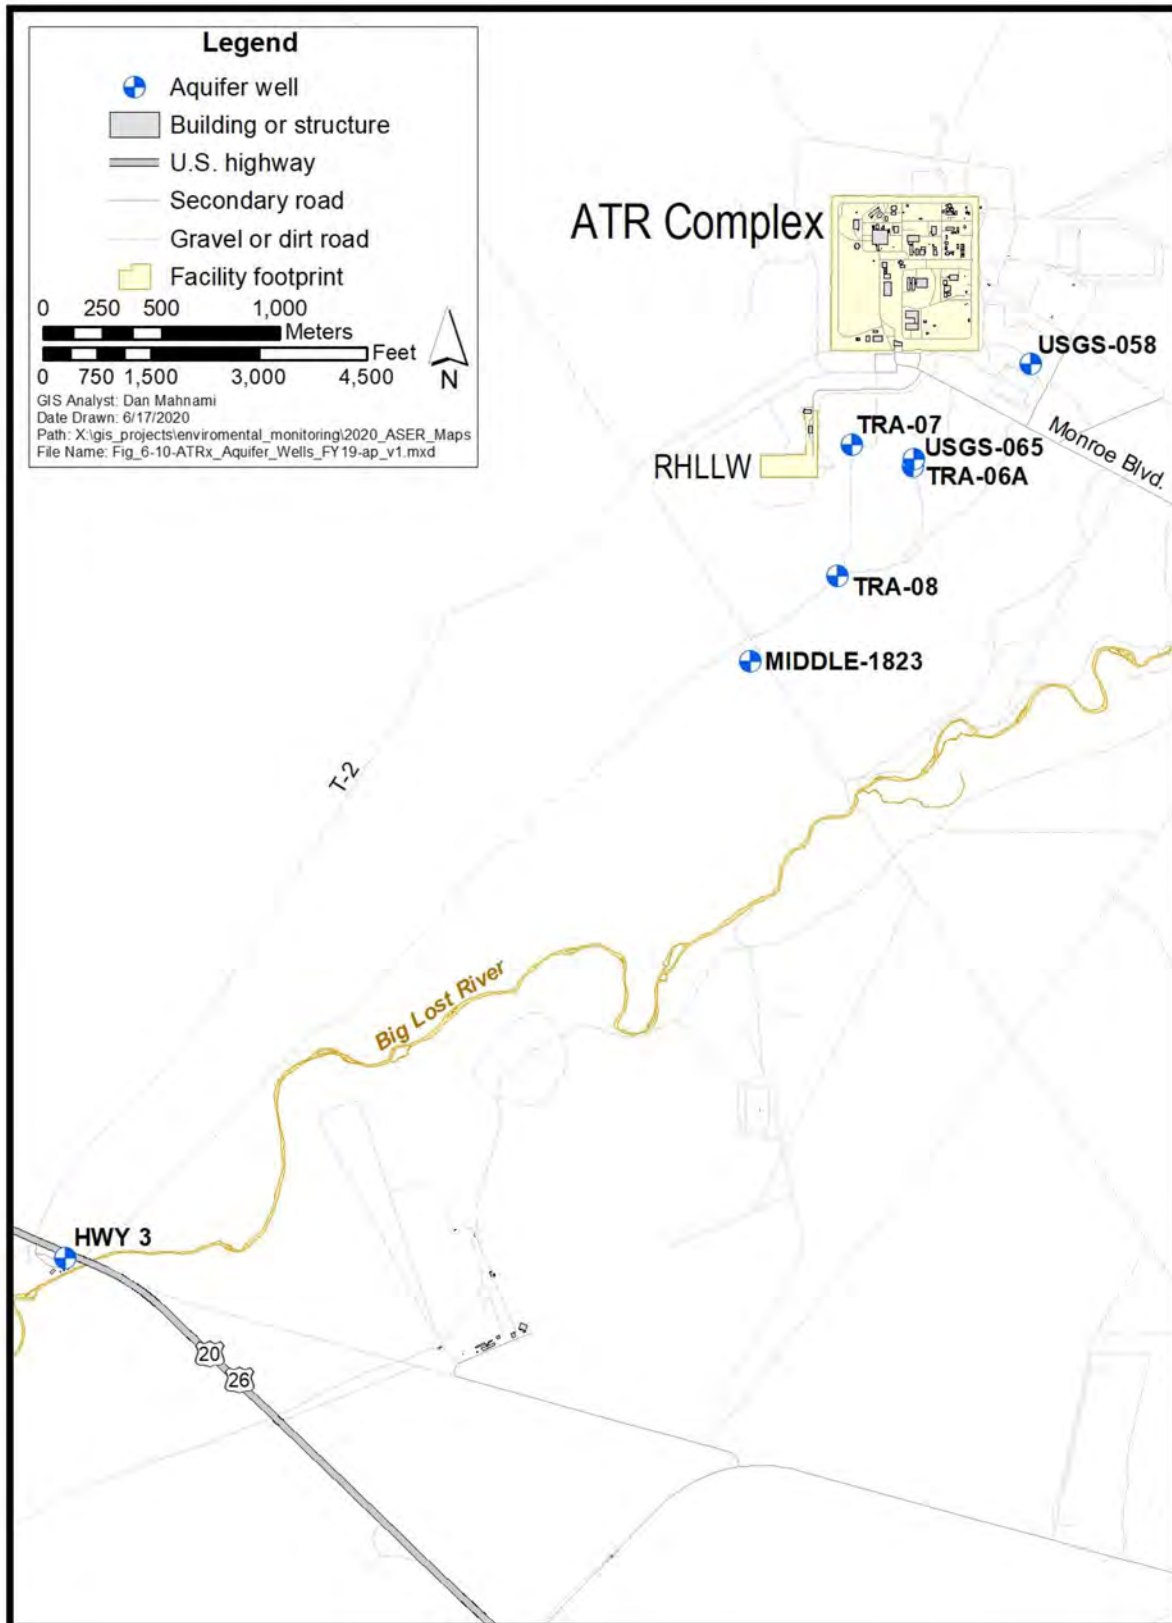 Legend
Aquifer well
Building or structure
U.S. highway
Secondary road
Gravel or dirt road
Facility footprint
0 250 500 1,000
Meters
Feet
0 750 1,500 3,000 4,500
N
GIS Analyst: Dan Mahnami
Date Drawn: 6/17/2020
Path: X:\gis_projects\enviromental_monitoring\2020_ASER_Maps
File Name: Fig_6-10-ATRx_Aquifer_Wells_FY19-ap_v1.mxd
ATR Complex
USGS-058
TRA-07
Monroe Blvd.
USGS-065
RHLLW
TRA-06A
TRA-08
MIDDLE-1823
T-2
Big Lost River
HWY 3
20
26